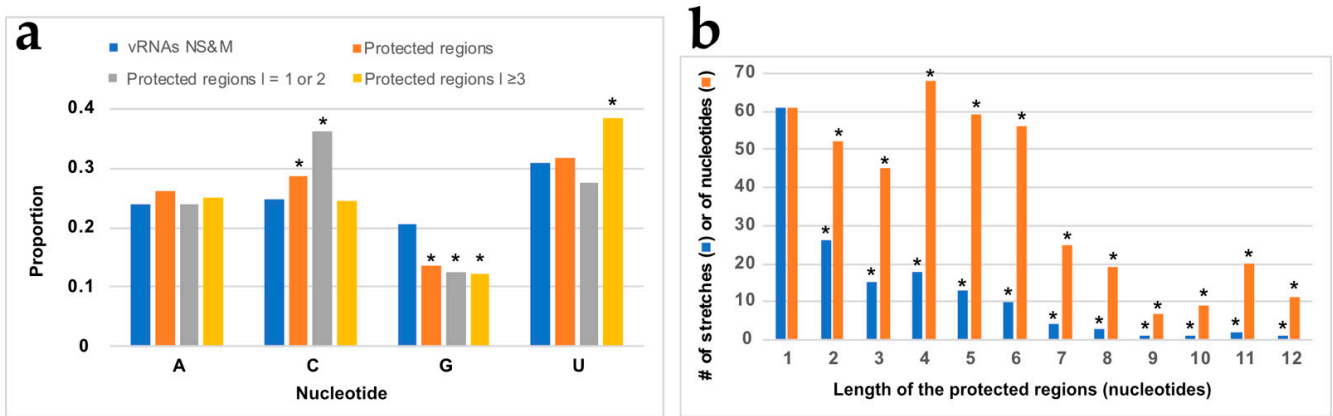 a
vRNAs NS&M
Protected regions
Protected regions l = 1 or 2
Protected regions l ≥3
0.4
0.3
0.2
0.1
0
Proportion
*
*
* * *
*
A C G U
Nucleotide
b
# of stretches (■) or of nucleotides (■)
70
60
50
40
30
20
10
0
* * * * * * * * * * *
* * * * * * * * * * *
1 2 3 4 5 6 7 8 9 10 11 12
Length of the protected regions (nucleotides)